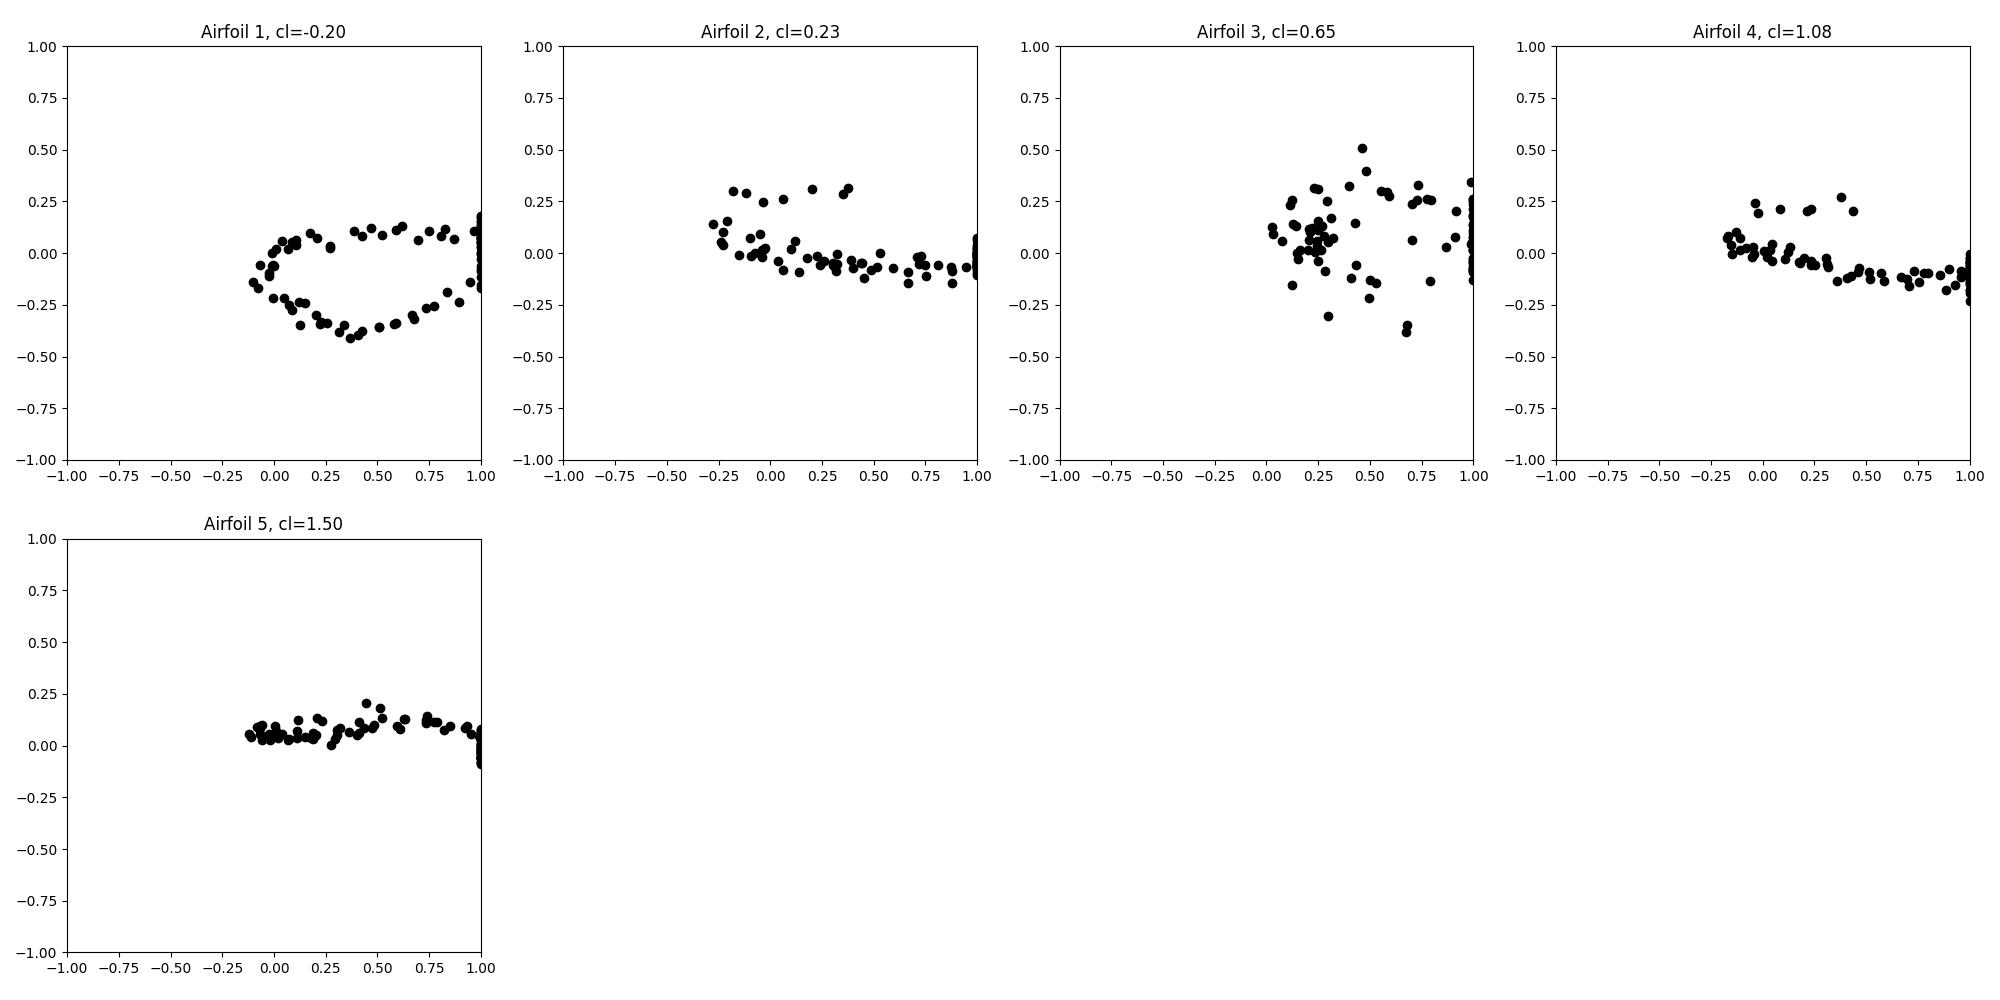 Airfoil 1, cl=-0.20
Airfoil 2, cl=0.23
Airfoil 3, cl=0.65
Airfoil 4, cl=1.08
1.00 1.00 1.00 1.00
0.75 0.75 0.75 0.75
0.50 0.50 0.50 0.50
0.25 0.25 0.25 0.25
0.00 0.00 0.00 0.00
−0.25 −0.25 −0.25 −0.25
−0.50 −0.50 −0.50 −0.50
−0.75 −0.75 −0.75 −0.75
−1.00 −1.00 −1.00 −1.00
−1.00 −0.75 −0.50 −0.25 0.00 0.25 0.50 0.75 1.00
−1.00 −0.75 −0.50 −0.25 0.00 0.25 0.50 0.75 1.00
−1.00 −0.75 −0.50 −0.25 0.00 0.25 0.50 0.75 1.00
−1.00 −0.75 −0.50 −0.25 0.00 0.25 0.50 0.75 1.00
Airfoil 5, cl=1.50
1.00
0.75
0.50
0.25
0.00
−0.25
−0.50
−0.75
−1.00
−1.00 −0.75 −0.50 −0.25 0.00 0.25 0.50 0.75 1.00